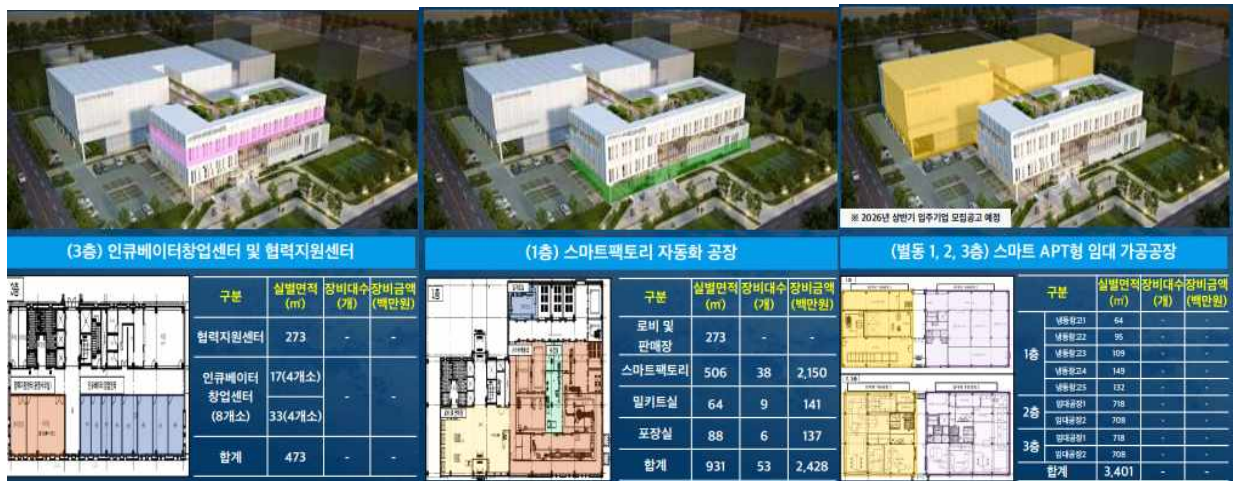 ※ 2026년 상반기 입주기업 모집공고 예정
(3층) 인큐베이터창업센터 및 협력지원센터
구분 실별면적(㎡) 장비대수(개) 장비금액(백만원)
협력지원센터 273 - -
인큐베이터 창업센터 (8개소) 17(4개소) - -
33(4개소)
합계 473 - -
(1층) 스마트팩토리 자동화 공장
구분 실별면적(㎡) 장비대수(개) 장비금액(백만원)
로비 및 판매장 273 - -
스마트팩토리 506 38 2,150
밀키트실 64 9 141
포장실 88 6 137
합계 931 53 2,428
(별동 1, 2, 3층) 스마트 APT형 임대 가공공장
구분 실별면적(㎡) 장비대수(개) 장비금액(백만원)
1층 냉동창고1 64 - -
냉동창고2 95 - -
냉동창고3 109 - -
냉동창고4 149 - -
냉동창고5 132 - -
2층 임대공장1 718 - -
임대공장2 708 - -
3층 임대공장1 718 - -
임대공장2 708 - -
합계 3,401 - -